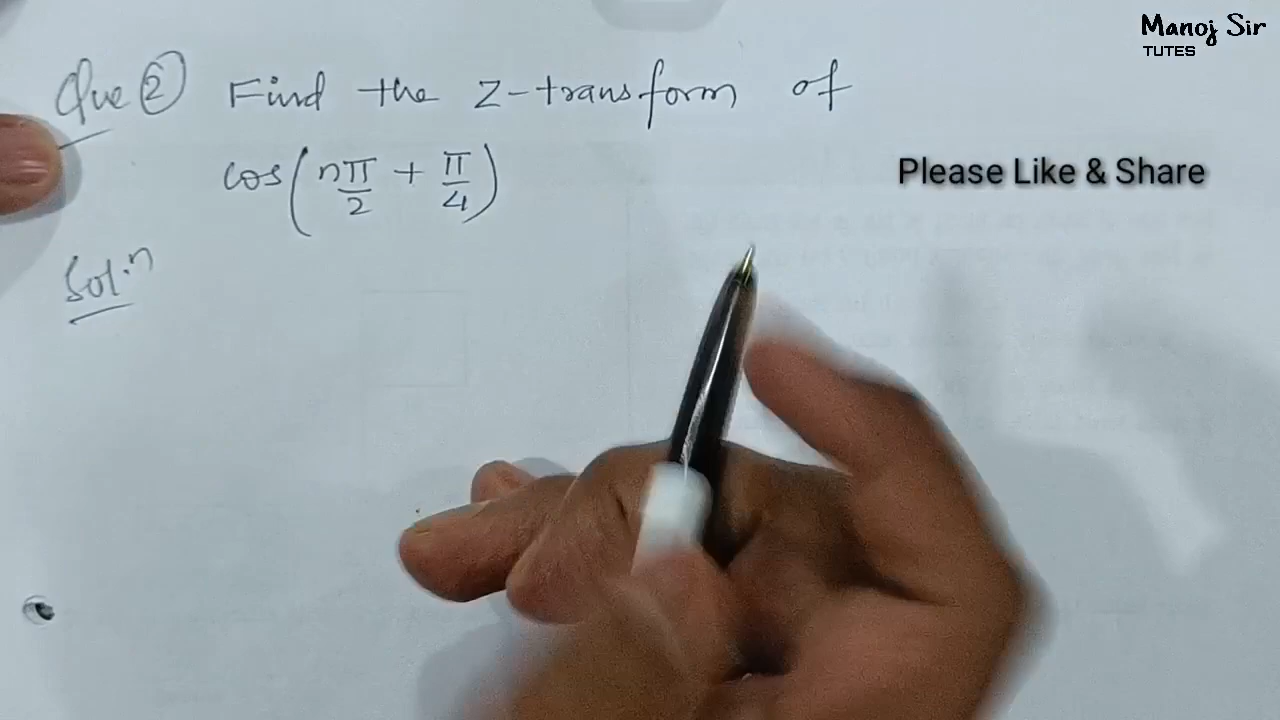 Manoj Sir
TUTES
Que ② Find the Z-transform of
cos(nπ/2 + π/4)
Please Like & Share
Sol.n